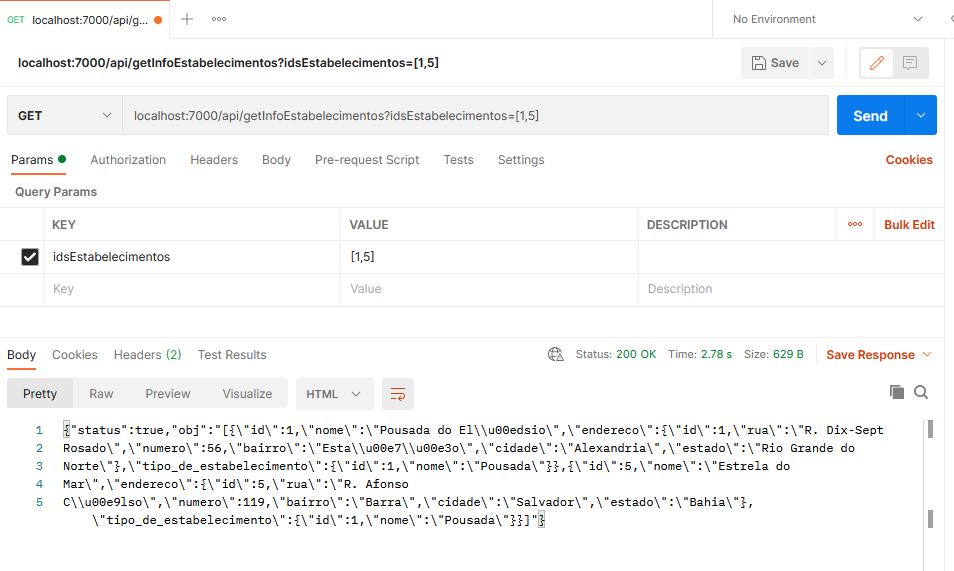 GET localhost:7000/api/g... No Environment
localhost:7000/api/getInfoEstabelecimentos?idsEstabelecimentos=[1,5] Save
GET localhost:7000/api/getInfoEstabelecimentos?idsEstabelecimentos=[1,5] Send
Params Authorization Headers Body Pre-request Script Tests Settings Cookies
Query Params
KEY VALUE DESCRIPTION Bulk Edit
idsEstabelecimentos [1,5]
Key Value Description
Body Cookies Headers (2) Test Results Status: 200 OK Time: 2.78 s Size: 629 B Save Response
Pretty Raw Preview Visualize HTML
1 {"status":true,"obj":"[{\"id\":1,\"nome\":\"Pousada do El\\u00edsio\",\"endereco\":{\"id\":1,\"rua\":\"R. Dix-Sept
2 Rosado\",\"numero\":56,\"bairro\":\"Esta\\u00e7\\u00e3o\",\"cidade\":\"Alexandria\",\"estado\":\"Rio Grande do
3 Norte\"},\"tipo_de_estabelecimento\":{\"id\":1,\"nome\":\"Pousada\"}},{\"id\":5,\"nome\":\"Estrela do
4 Mar\",\"endereco\":{\"id\":5,\"rua\":\"R. Afonso
5 C\\u00e9lso\",\"numero\":119,\"bairro\":\"Barra\",\"cidade\":\"Salvador\",\"estado\":\"Bahia\"},
\"tipo_de_estabelecimento\":{\"id\":1,\"nome\":\"Pousada\"}}]"}